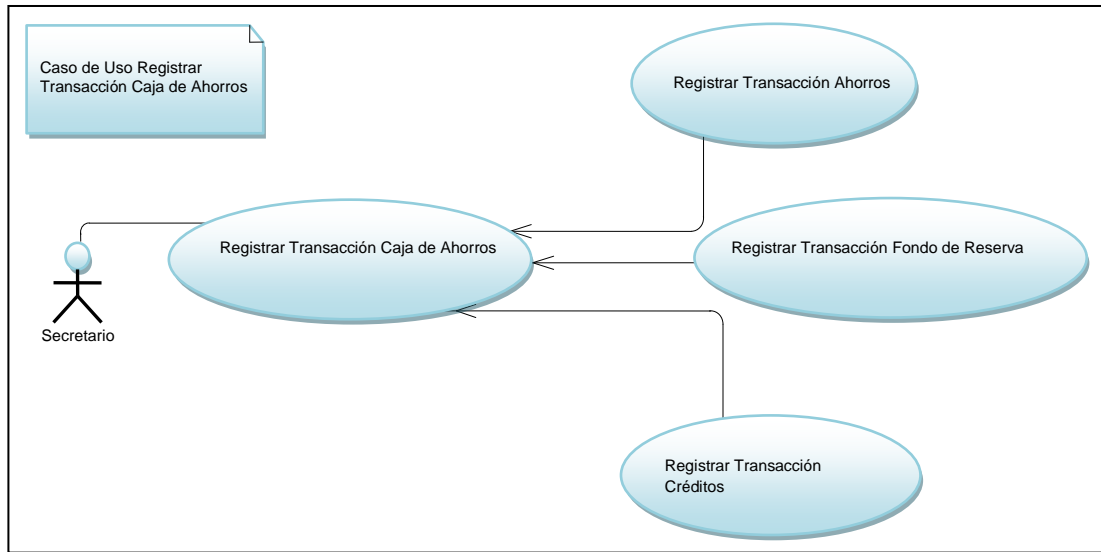 Caso de Uso Registrar
Transacción Caja de Ahorros
Registrar Transacción Ahorros
Registrar Transacción Caja de Ahorros
Registrar Transacción Fondo de Reserva
Secretario
Registrar Transacción
Créditos